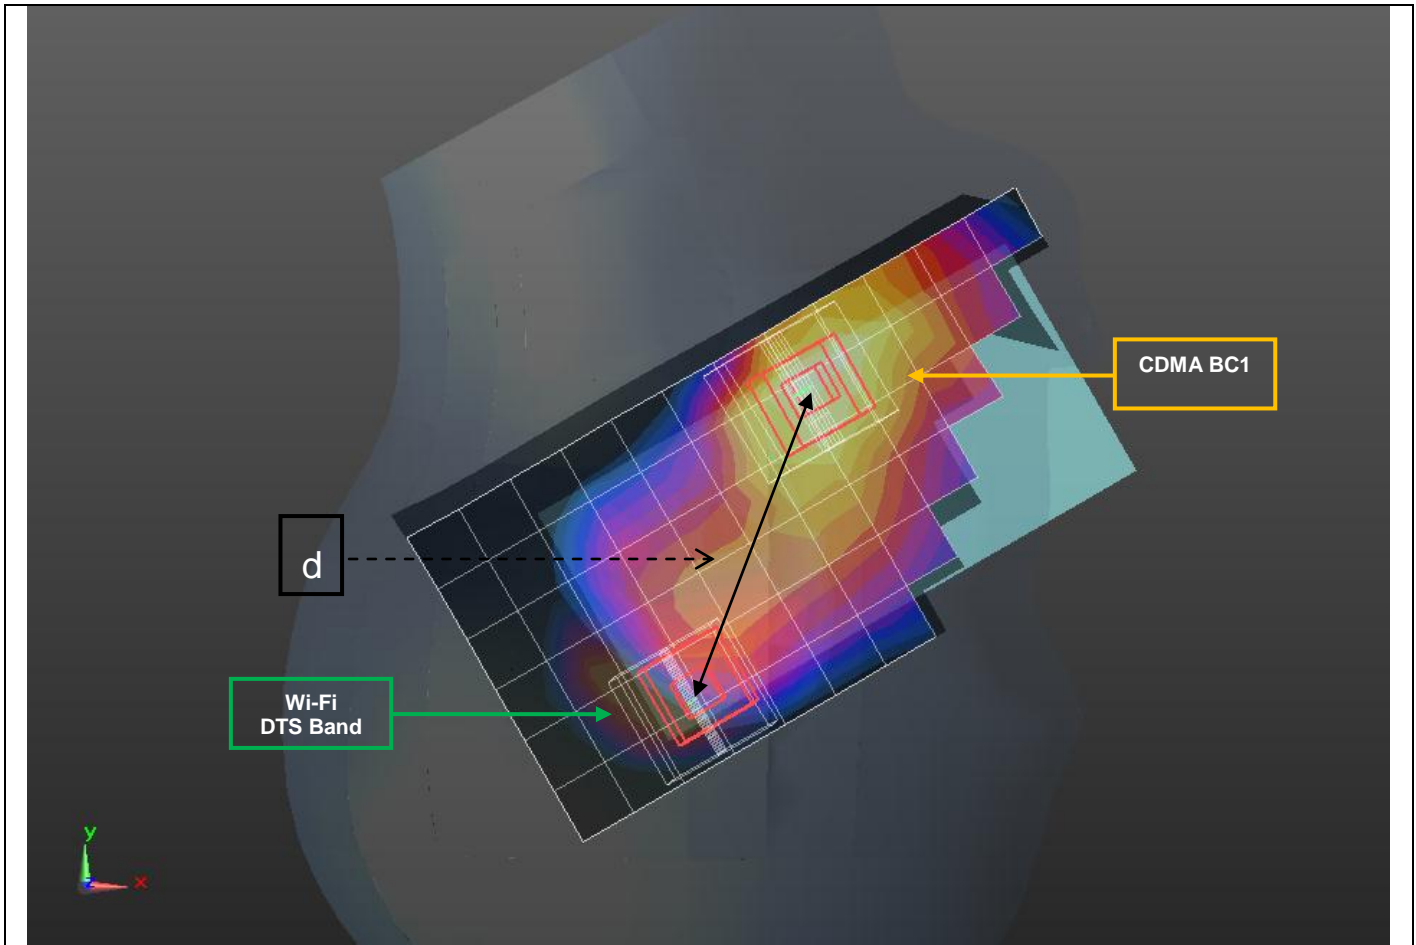 CDMA BC1
d
Wi-Fi
DTS Band
y
x